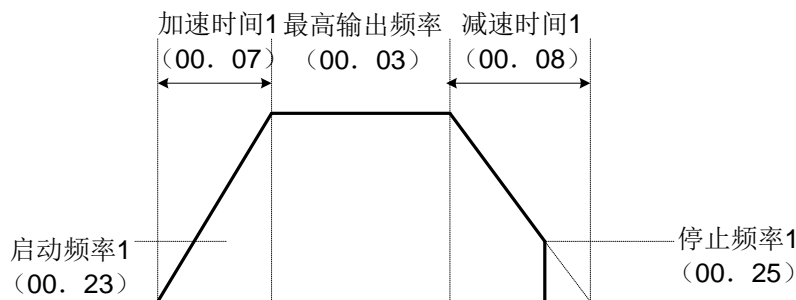 加速时间1 最高输出频率 减速时间1
（00．07） （00．03） （00．08）
启动频率1
（00．23）
停止频率1
（00．25）